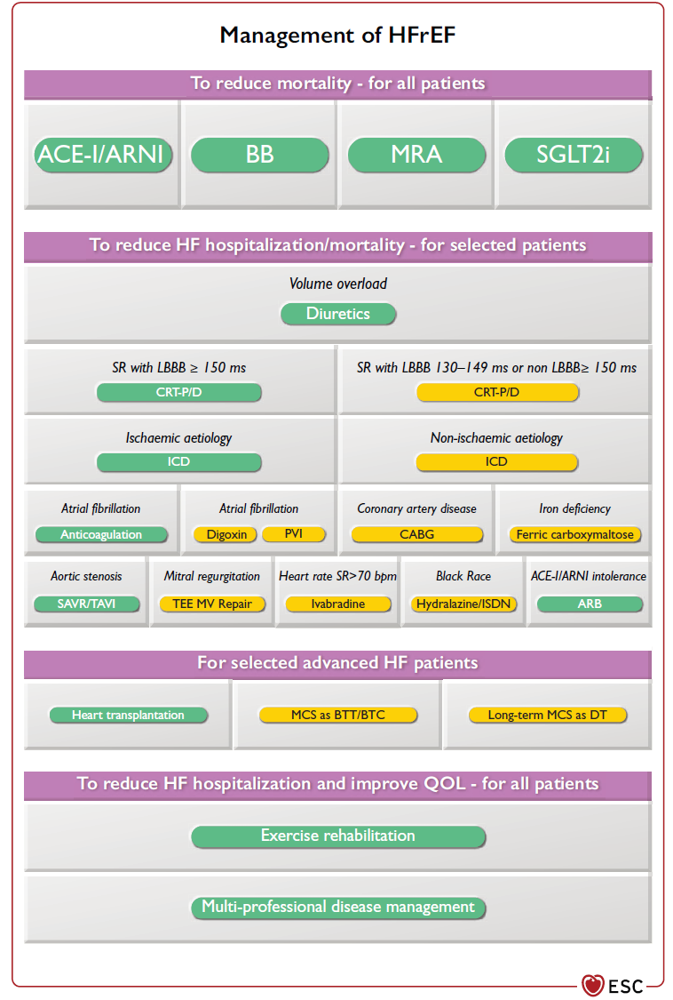 Management of HFrEF
To reduce mortality - for all patients
ACE-I/ARNI
BB
MRA
SGLT2i
To reduce HF hospitalization/mortality - for selected patients
Volume overload
Diuretics
SR with LBBB ≥ 150 ms
CRT-P/D
SR with LBBB 130–149 ms or non LBBB≥ 150 ms
CRT-P/D
Ischaemic aetiology
ICD
Non-ischaemic aetiology
ICD
Atrial fibrillation
Anticoagulation
Atrial fibrillation
Digoxin
PVI
Coronary artery disease
CABG
Iron deficiency
Ferric carboxymaltose
Aortic stenosis
SAVR/TAVI
Mitral regurgitation
TEE MV Repair
Heart rate SR>70 bpm
Ivabradine
Black Race
Hydralazine/ISDN
ACE-I/ARNI intolerance
ARB
For selected advanced HF patients
Heart transplantation
MCS as BTT/BTC
Long-term MCS as DT
To reduce HF hospitalization and improve QOL - for all patients
Exercise rehabilitation
Multi-professional disease management
ESC